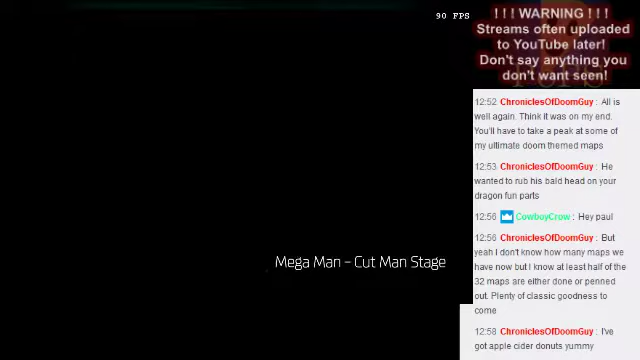 90 FPS
! ! ! WARNING ! ! !
Streams often uploaded
to YouTube later!
Don't say anything you
don't want seen!
12:52 ChroniclesOfDoomGuy : All is
well again. Think it was on my end.
You'll have to take a peak at some of
my ultimate doom themed maps
12:53 ChroniclesOfDoomGuy : He
wanted to rub his bald head on your
dragon fun parts
12:56 CowboyCrow : Hey paul
12:56 ChroniclesOfDoomGuy : But
yeah I don't know how many maps we
have now but I know at least half of the
32 maps are either done or penned
out. Plenty of classic goodness to
come
12:58 ChroniclesOfDoomGuy : I've
got apple cider donuts yummy
Mega Man - Cut Man Stage